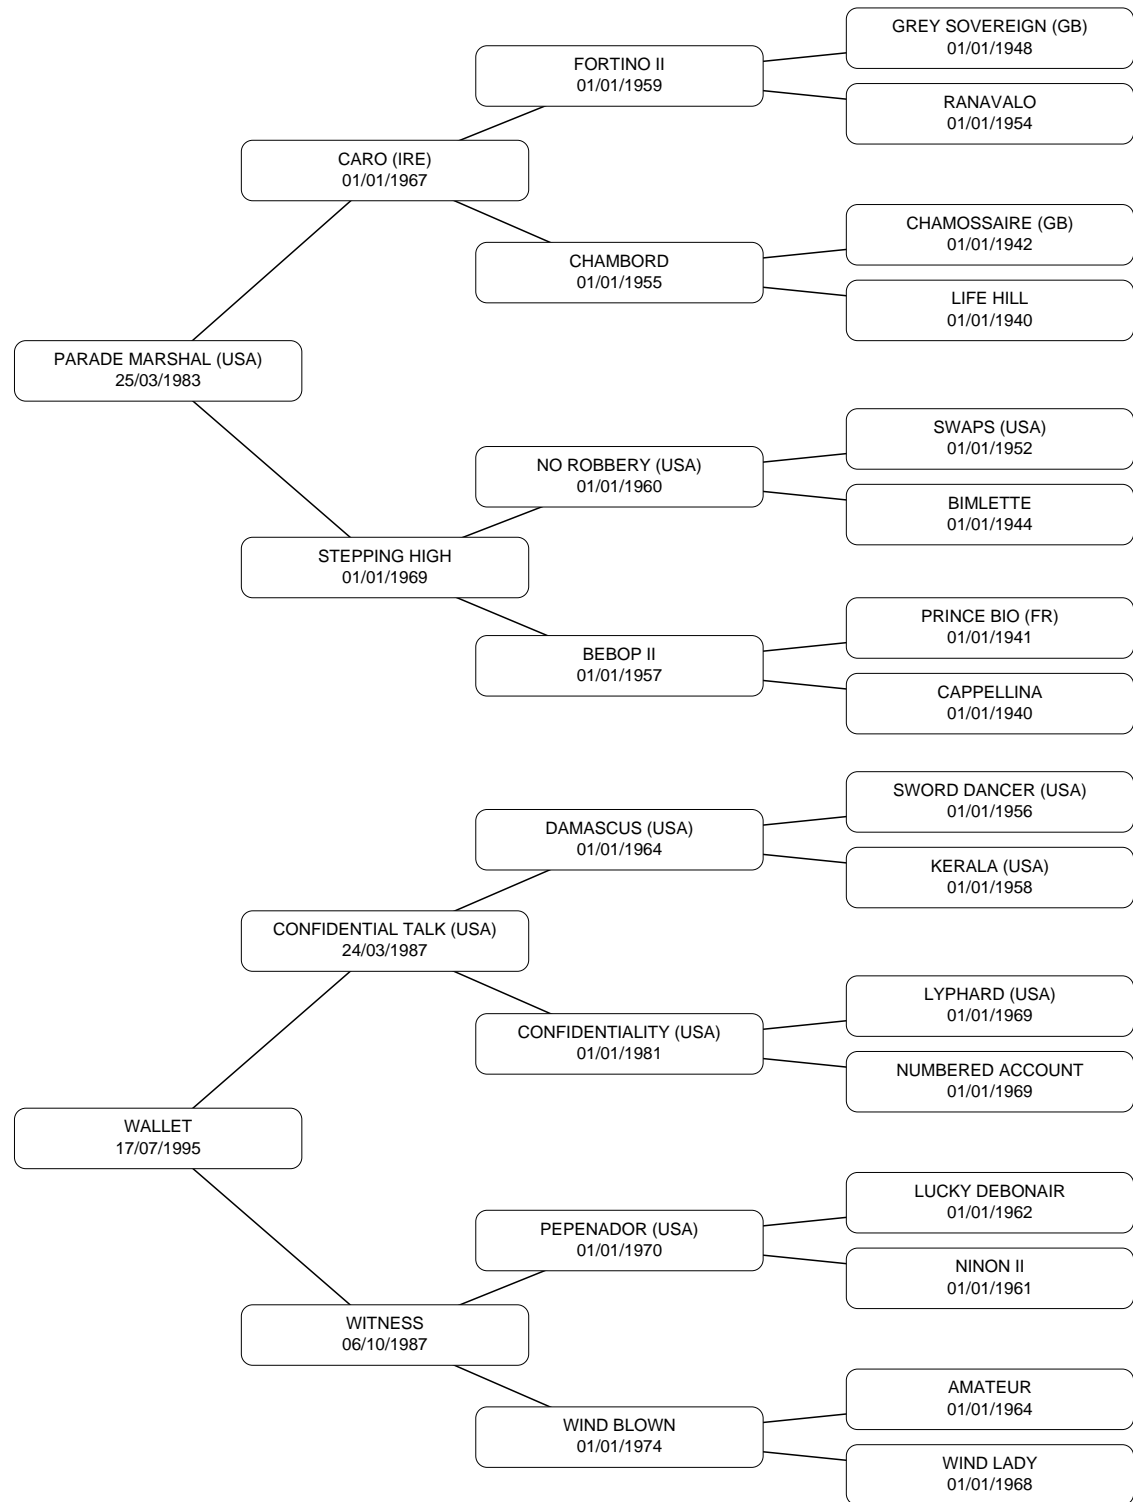 GREY SOVEREIGN (GB)
01/01/1948
FORTINO II
01/01/1959
RANAVALO
01/01/1954
CARO (IRE)
01/01/1967
CHAMOSSAIRE (GB)
01/01/1942
CHAMBORD
01/01/1955
LIFE HILL
01/01/1940
PARADE MARSHAL (USA)
25/03/1983
SWAPS (USA)
01/01/1952
NO ROBBERY (USA)
01/01/1960
BIMLETTE
01/01/1944
STEPPING HIGH
01/01/1969
PRINCE BIO (FR)
01/01/1941
BEBOP II
01/01/1957
CAPPELLINA
01/01/1940
SWORD DANCER (USA)
01/01/1956
DAMASCUS (USA)
01/01/1964
KERALA (USA)
01/01/1958
CONFIDENTIAL TALK (USA)
24/03/1987
LYPHARD (USA)
01/01/1969
CONFIDENTIALITY (USA)
01/01/1981
NUMBERED ACCOUNT
01/01/1969
WALLET
17/07/1995
LUCKY DEBONAIR
01/01/1962
PEPENADOR (USA)
01/01/1970
NINON II
01/01/1961
WITNESS
06/10/1987
AMATEUR
01/01/1964
WIND BLOWN
01/01/1974
WIND LADY
01/01/1968